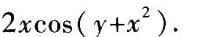 2xcos( y+x²).